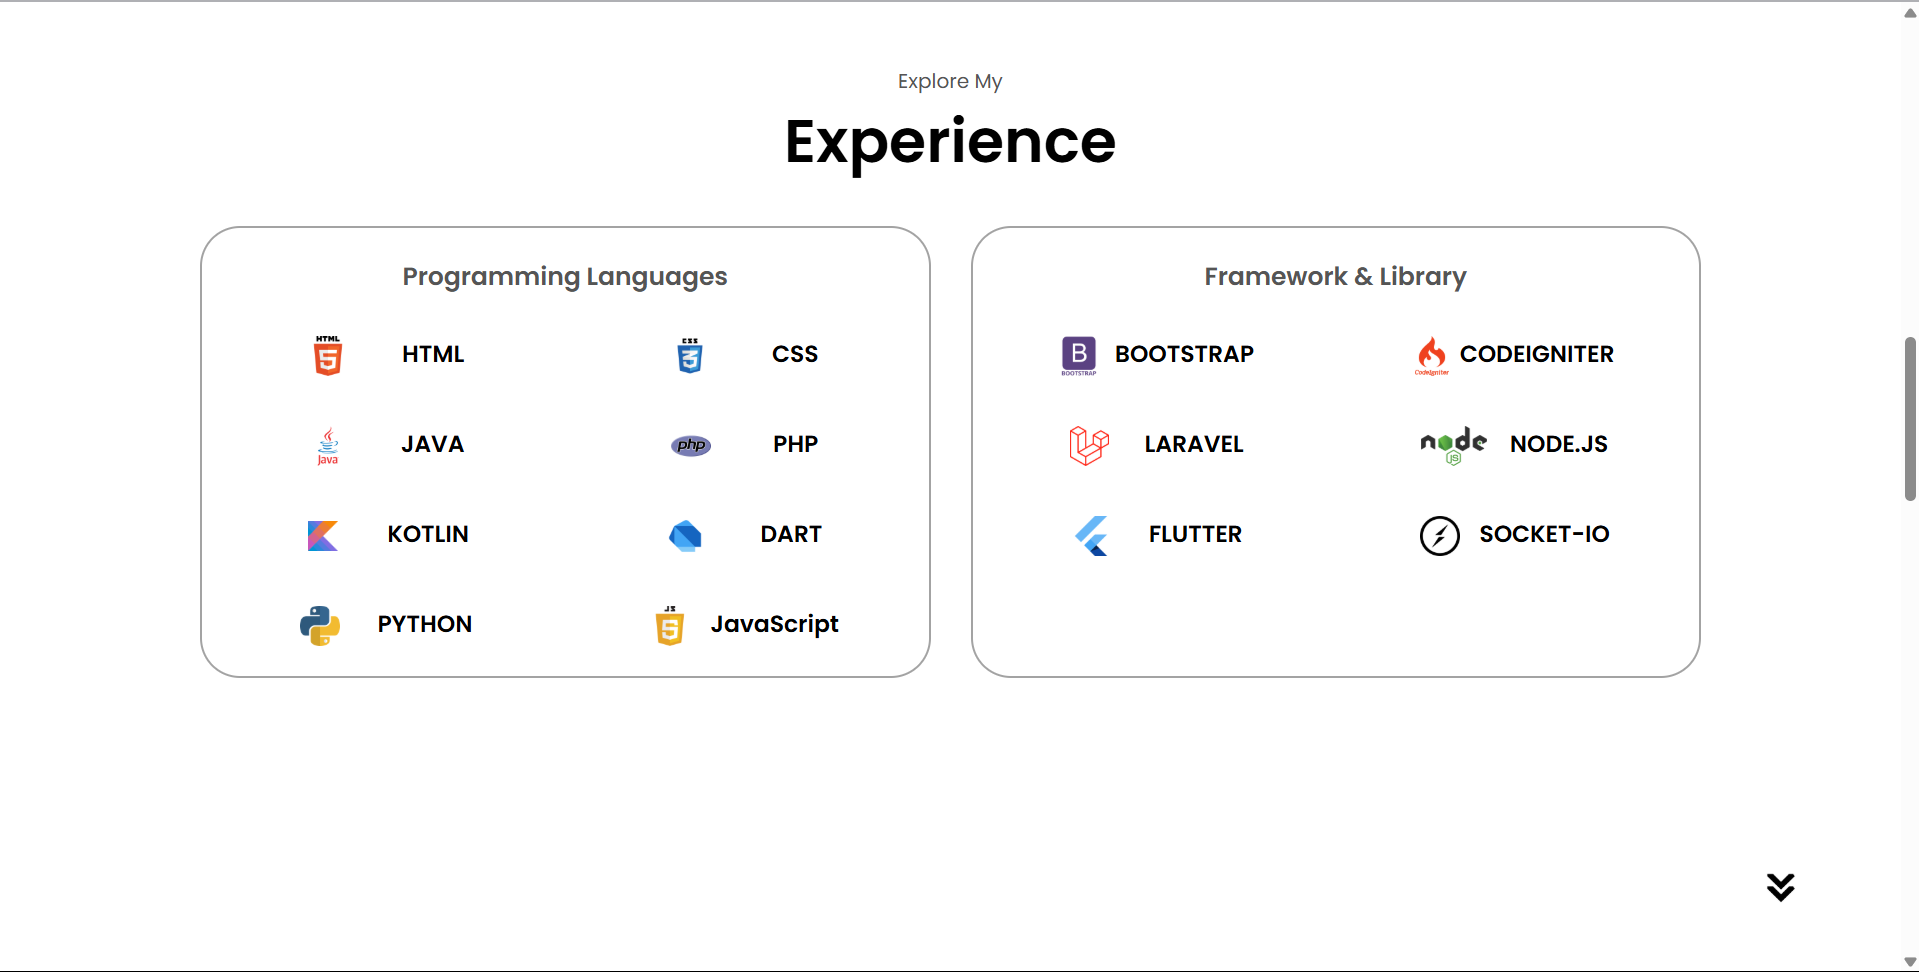 Explore My
Experience
Programming Languages
HTML HTML CSS CSS
Java JAVA php PHP
KOTLIN DART
PYTHON JS JavaScript
Framework & Library
B BOOTSTRAP BOOTSTRAP CodeIgniter CODEIGNITER
LARAVEL node JS NODE.JS
FLUTTER SOCKET-IO